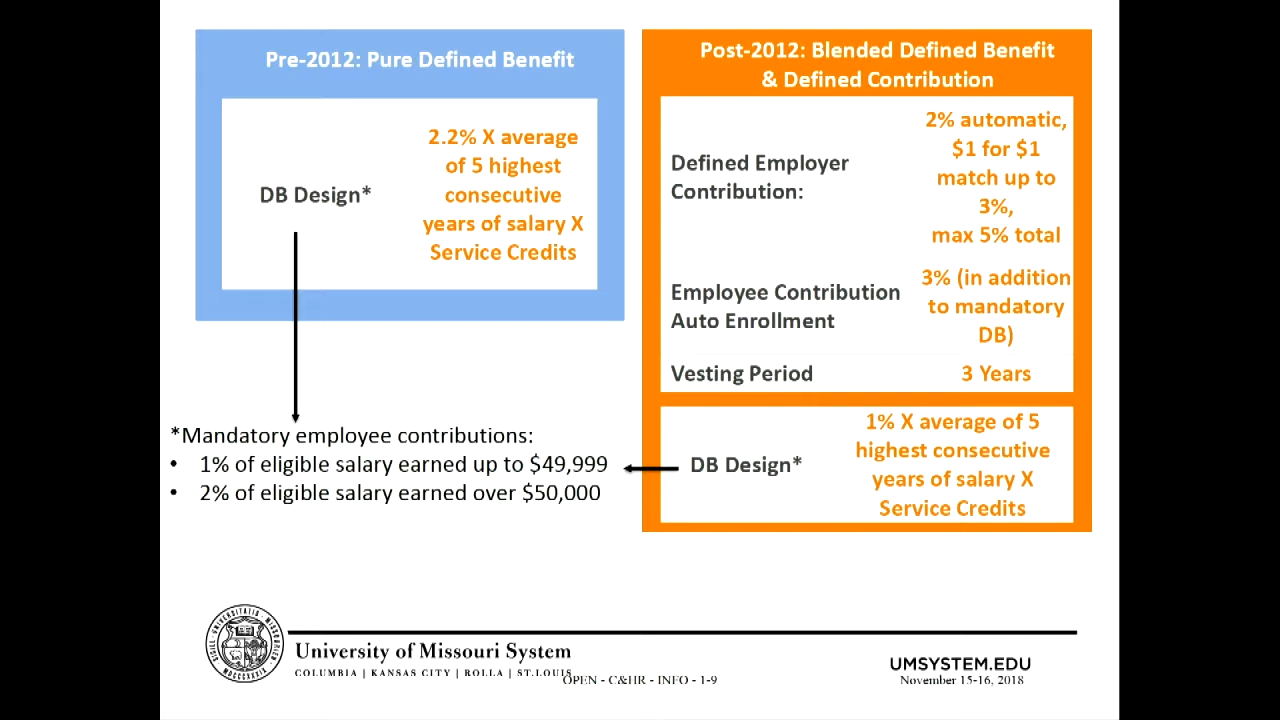 Pre-2012: Pure Defined Benefit
DB Design*
2.2% X average
of 5 highest
consecutive
years of salary X
Service Credits
Post-2012: Blended Defined Benefit
& Defined Contribution
Defined Employer
Contribution:
2% automatic,
$1 for $1
match up to
3%,
max 5% total
Employee Contribution
Auto Enrollment
3% (in addition
to mandatory
DB)
Vesting Period
3 Years
DB Design*
1% X average of 5
highest consecutive
years of salary X
Service Credits
*Mandatory employee contributions:
• 1% of eligible salary earned up to $49,999
• 2% of eligible salary earned over $50,000
University of Missouri System
COLUMBIA | KANSAS CITY | ROLLA | ST.LOUIS
OPEN - C&HR - INFO - 1-9
UMSYSTEM.EDU
November 15-16, 2018